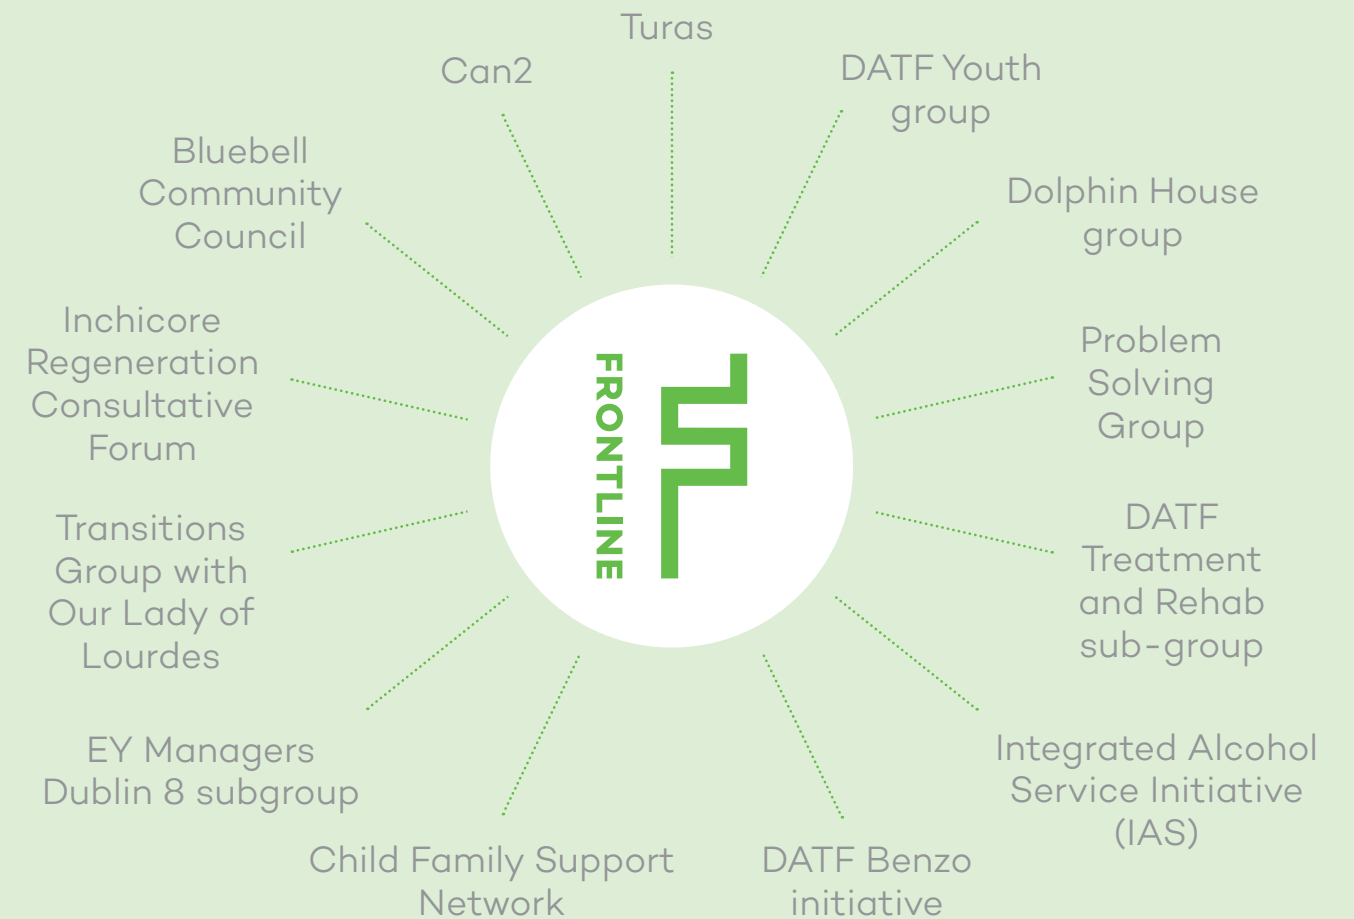 Turas
Can2
DATF Youth
group
Bluebell
Community
Council
Dolphin House
group
Inchicore
Regeneration
Consultative
Forum
FRONTLINE
Problem
Solving
Group
Transitions
Group with
Our Lady of
Lourdes
DATF
Treatment
and Rehab
sub-group
EY Managers
Dublin 8 subgroup
Integrated Alcohol
Service Initiative
(IAS)
Child Family Support
Network
DATF Benzo
initiative